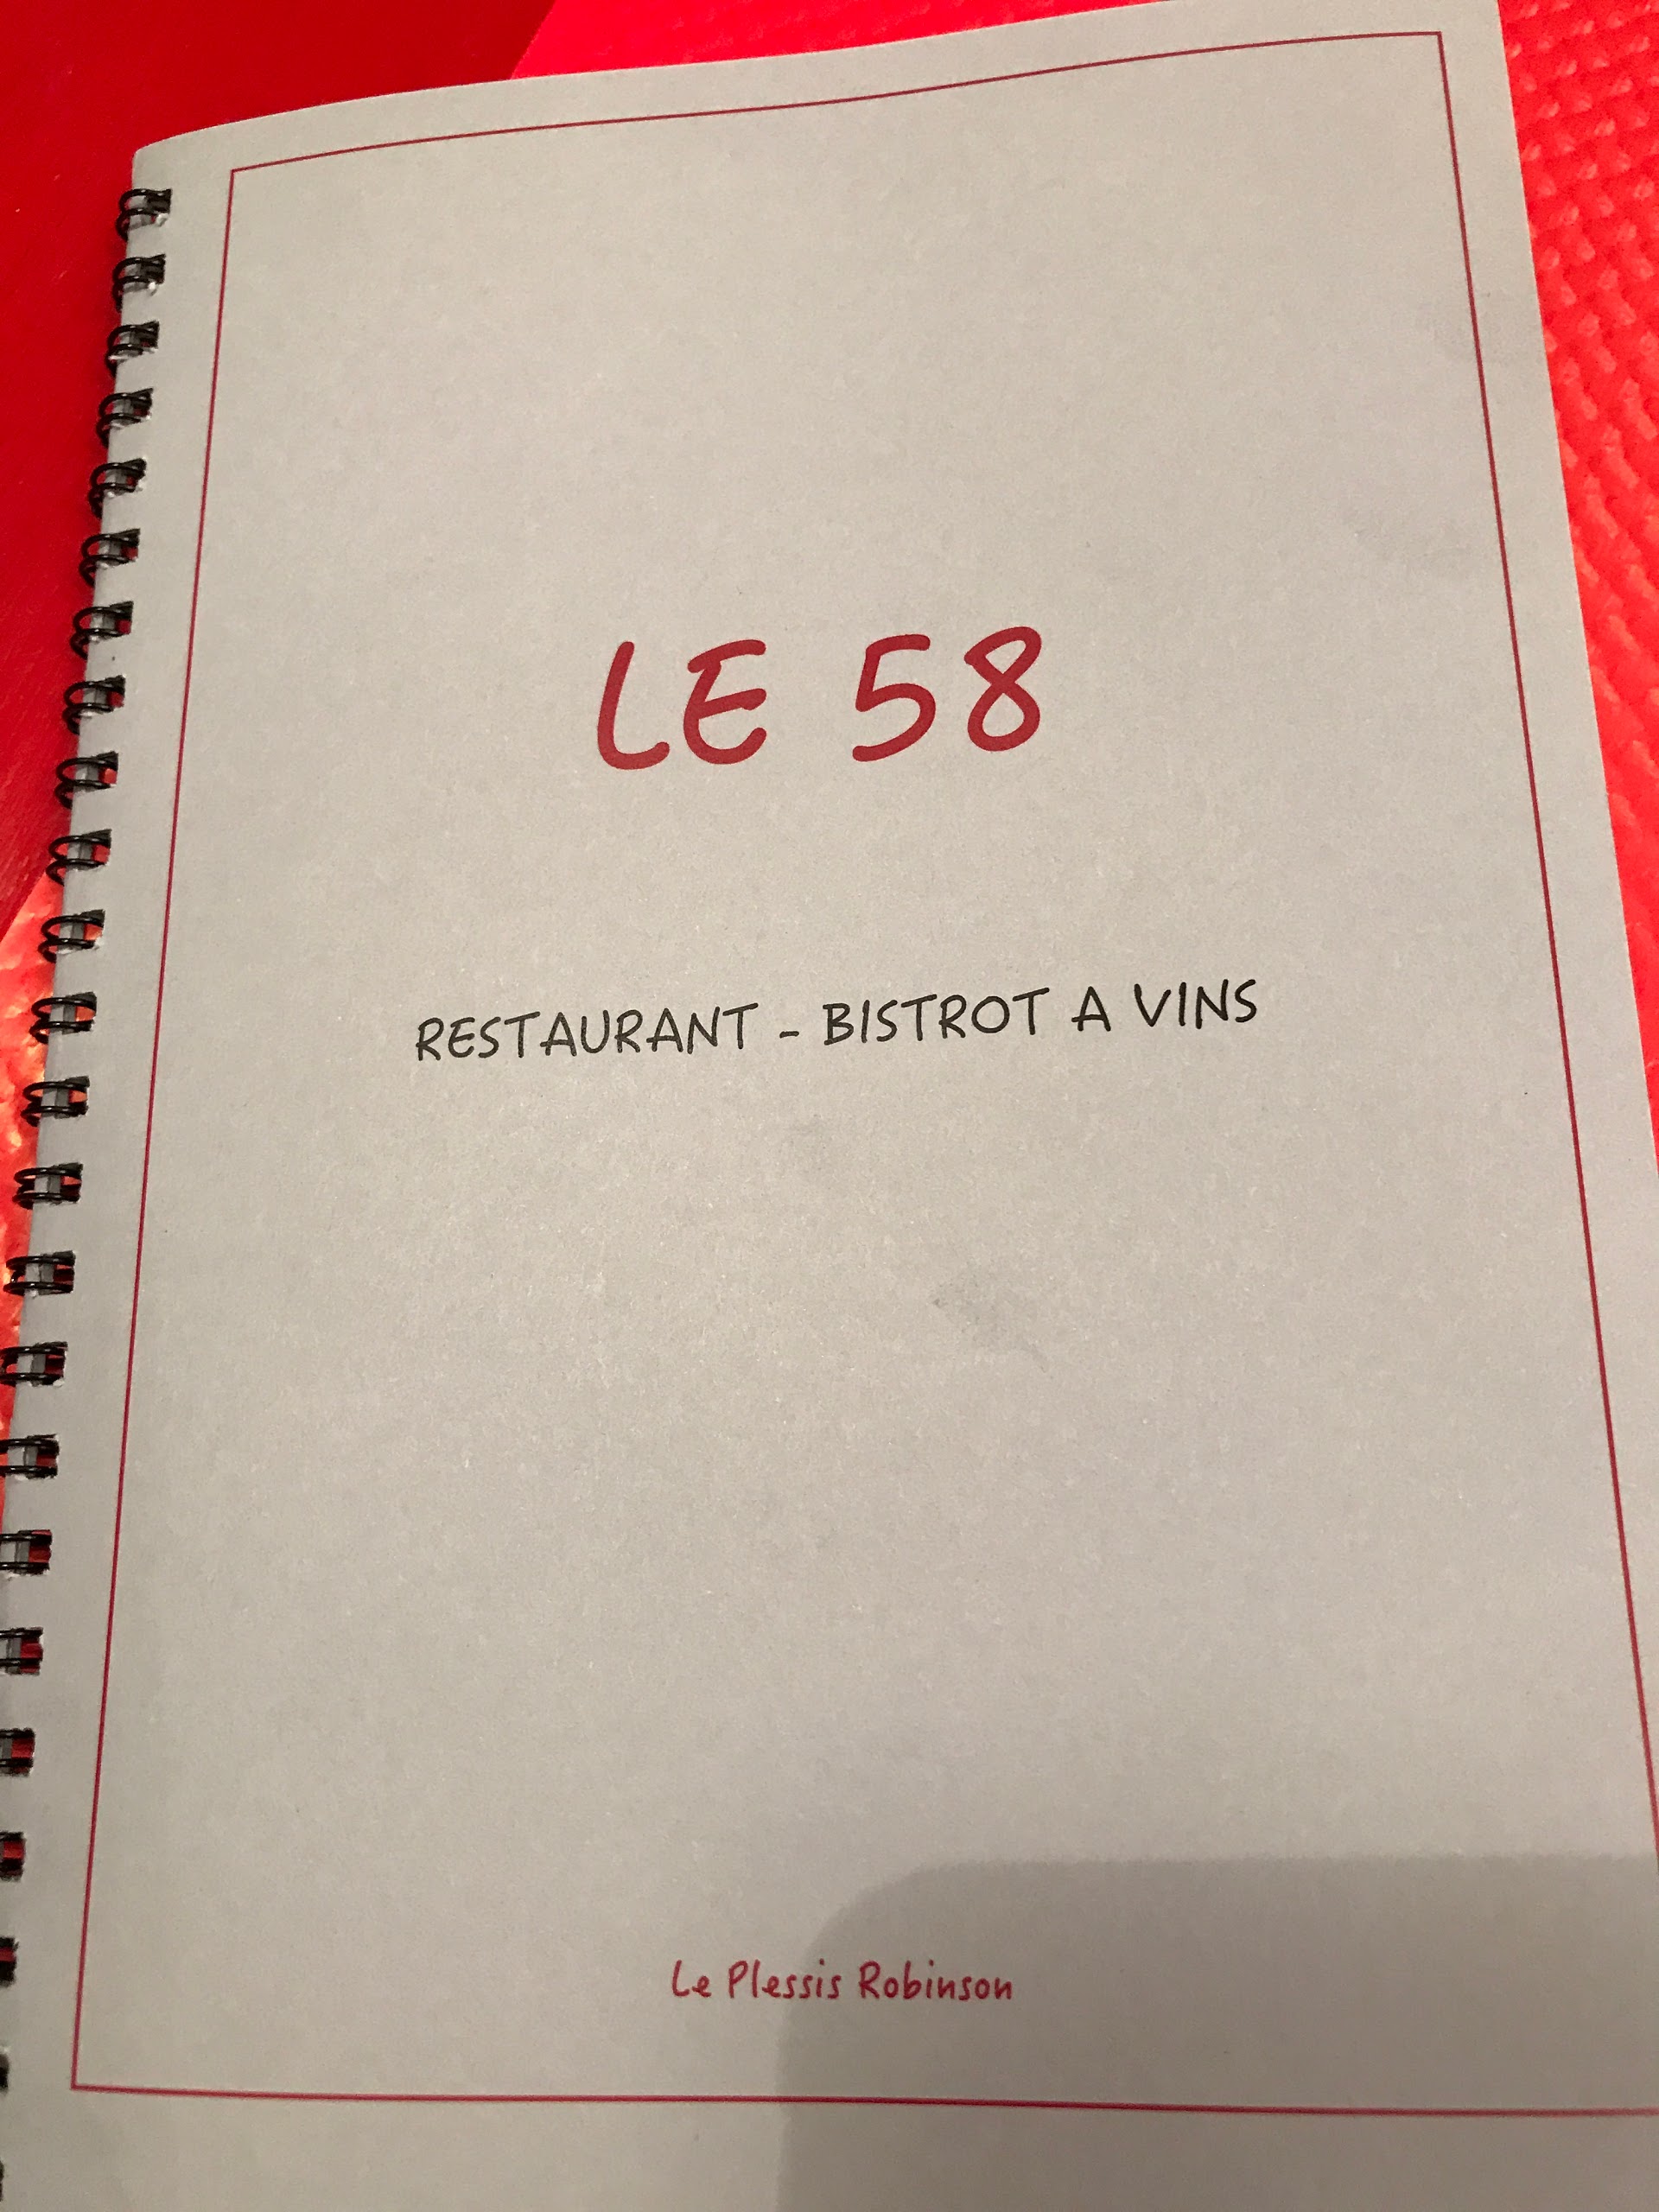 LE 58
RESTAURANT - BISTROT A VINS
Le Plessis Robinson